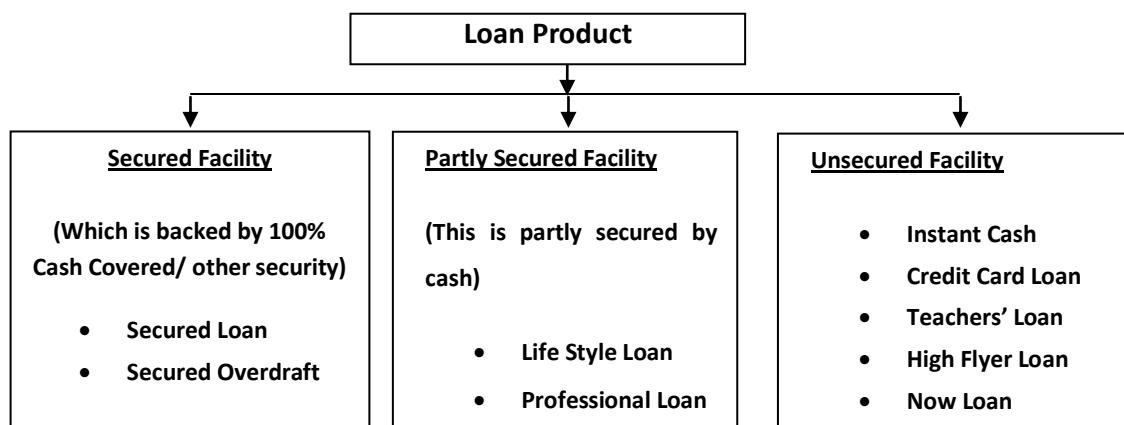 Loan Product
Secured Facility
(Which is backed by 100%
Cash Covered/ other security)
• Secured Loan
• Secured Overdraft
Partly Secured Facility
(This is partly secured by
cash)
• Life Style Loan
• Professional Loan
Unsecured Facility
• Instant Cash
• Credit Card Loan
• Teachers’ Loan
• High Flyer Loan
• Now Loan